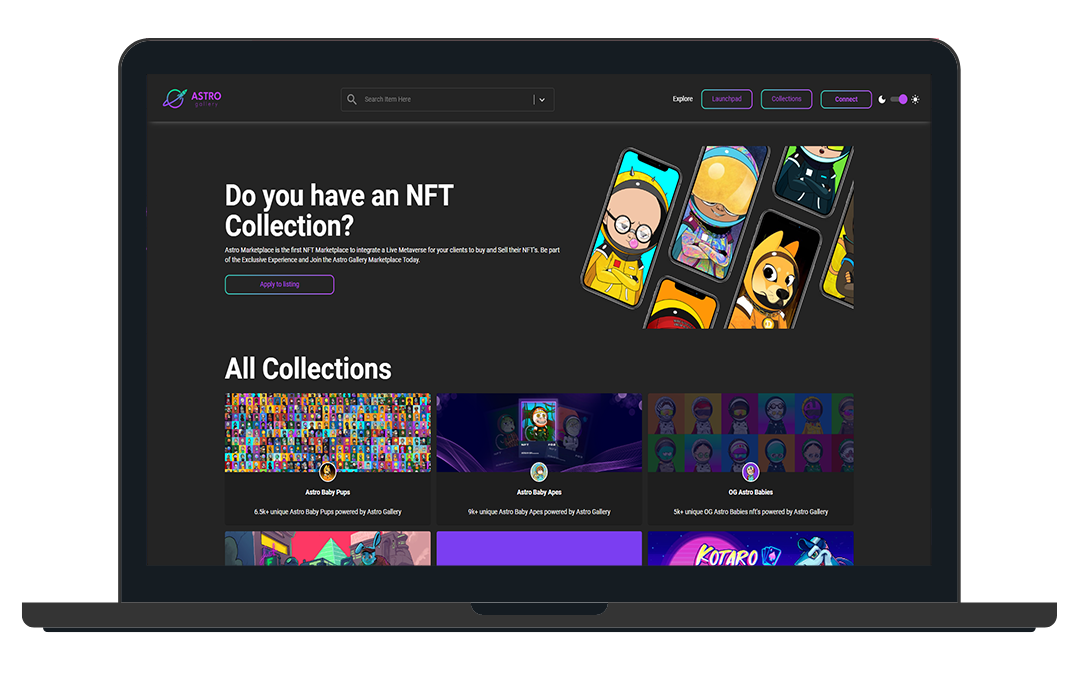 ASTRO
gallery
Search Item Here
Explore
Launchpad
Collections
Connect
Do you have an NFT
Collection?
Astro Marketplace is the first NFT Marketplace to integrate a Live Metaverse for your clients to buy and Sell their NFT's. Be part
of the Exclusive Experience and Join the Astro Gallery Marketplace Today.
Apply to listing
All Collections
NFT
Astro Baby Pups
6.5k+ unique Astro Baby Pups powered by Astro Gallery
Astro Baby Apes
9k+ unique Astro Baby Apes powered by Astro Gallery
OG Astro Babies
5k+ unique OG Astro Babies nft's powered by Astro Gallery
KOTARO